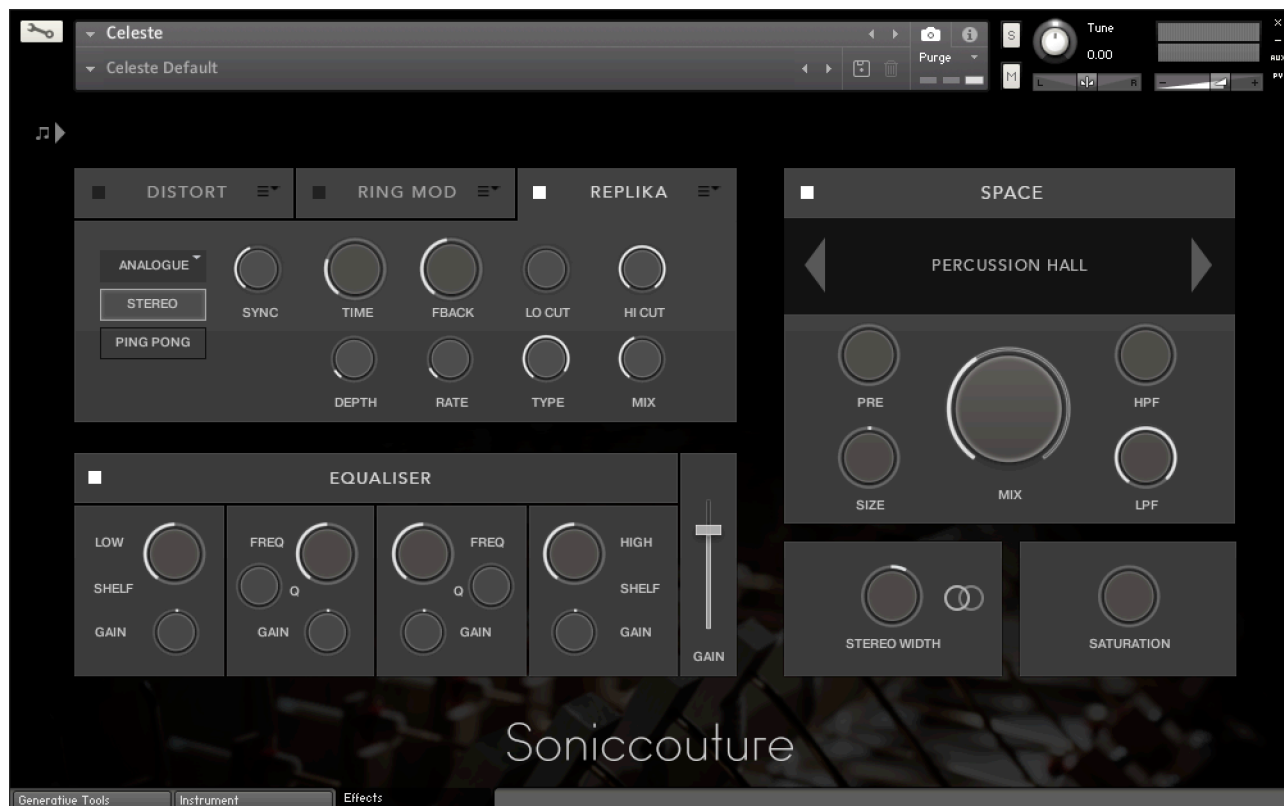 Celeste
Celeste Default
Purge
S
M
Tune
0.00
L
R
AUX
PV
DISTORT
RING MOD
REPLIKA
SPACE
ANALOGUE
STEREO
PING PONG
SYNC
TIME
FBACK
LO CUT
HI CUT
DEPTH
RATE
TYPE
MIX
PERCUSSION HALL
PRE
HPF
SIZE
MIX
LPF
EQUALISER
LOW
SHELF
GAIN
FREQ
Q
GAIN
FREQ
Q
GAIN
HIGH
SHELF
GAIN
GAIN
STEREO WIDTH
SATURATION
Soniccouture
Generative Tools
Instrument
Effects